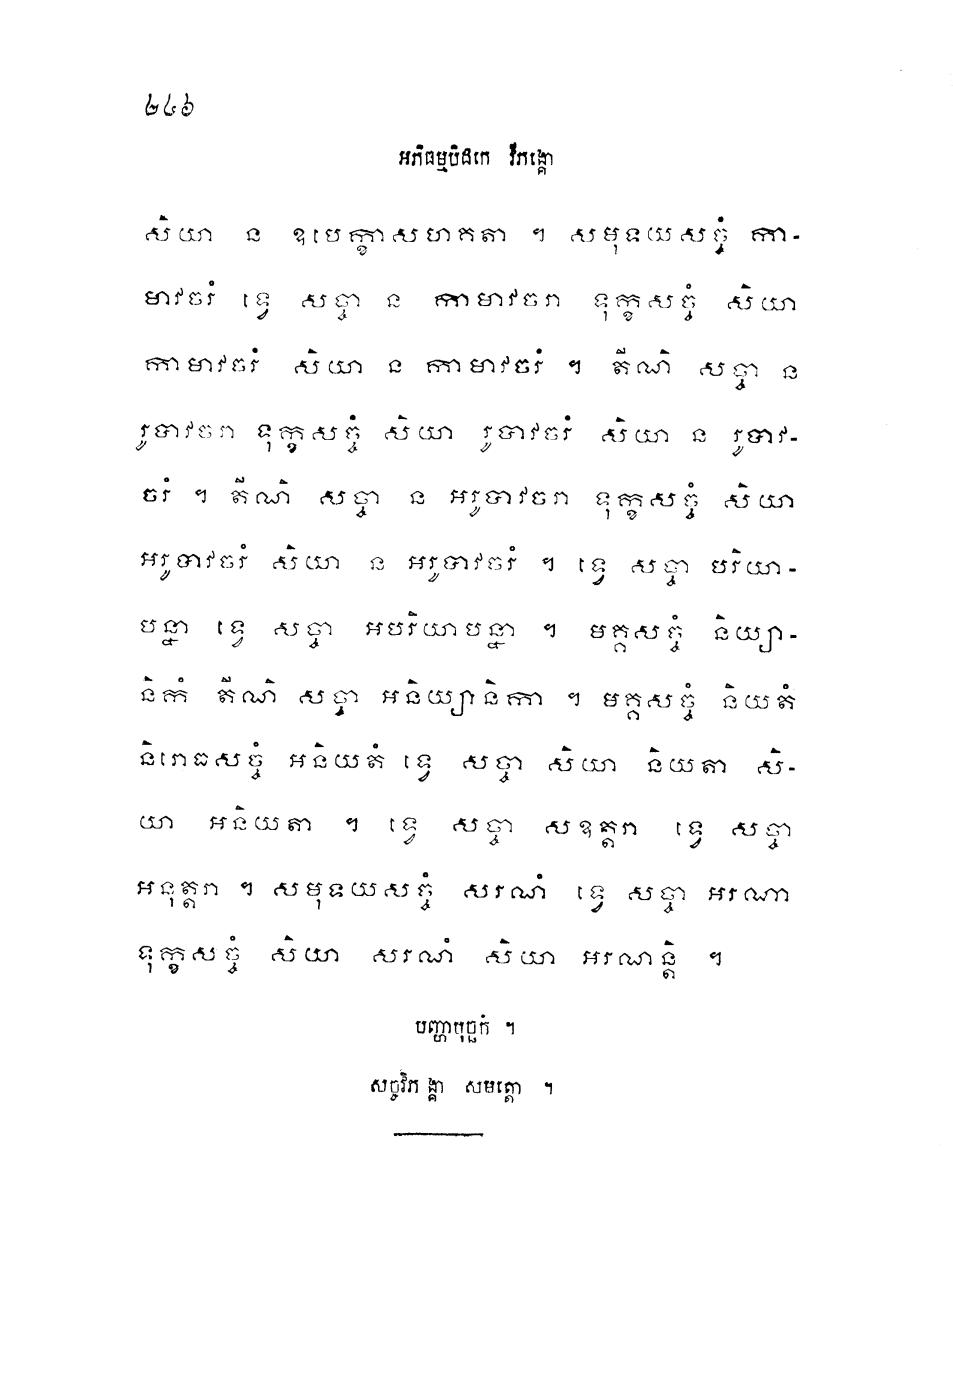 ២៤៦
អភិធម្មបិដកេ វិភង្គោ
សិយា ន ឧបេក្ខាសហគតា ។ សមុទយសច្ចំ កា-
មាវចរំ ទ្វេ សច្ចា ន កាមាវចរា ទុក្ខសច្ចំ សិយា
កាមាវចរំ សិយា ន កាមាវចរំ ។ តីណិ សច្ចា ន
រូបាវចរា ទុក្ខសច្ចំ សិយា រូបាវចរំ សិយា ន រូបាវ-
ចរំ ។ តីណិ សច្ចា ន អរូបាវចរា ទុក្ខសច្ចំ សិយា
អរូបាវចរំ សិយា ន អរូបាវចរំ ។ ទ្វេ សច្ចា បរិយា-
បន្នា ទ្វេ សច្ចា អបរិយាបន្នា ។ មគ្គសច្ចំ និយ្យា-
និកំ តីណិ សច្ចា អនិយ្យានិកា ។ មគ្គសច្ចំ និយតំ
និរោធសច្ចំ អនិយតំ ទ្វេ សច្ចា សិយា និយតា សិ-
យា អនិយតា ។ ទ្វេ សច្ចា សឧត្តរា ទ្វេ សច្ចា
អនុត្តរា ។ សមុទយសច្ចំ សរណំ ទ្វេ សច្ចា អរណា
ទុក្ខសច្ចំ សិយា សរណំ សិយា អរណន្តិ ។
បញ្ហាបុច្ឆកំ ។
សច្ចវិភង្គោ សមត្តោ ។